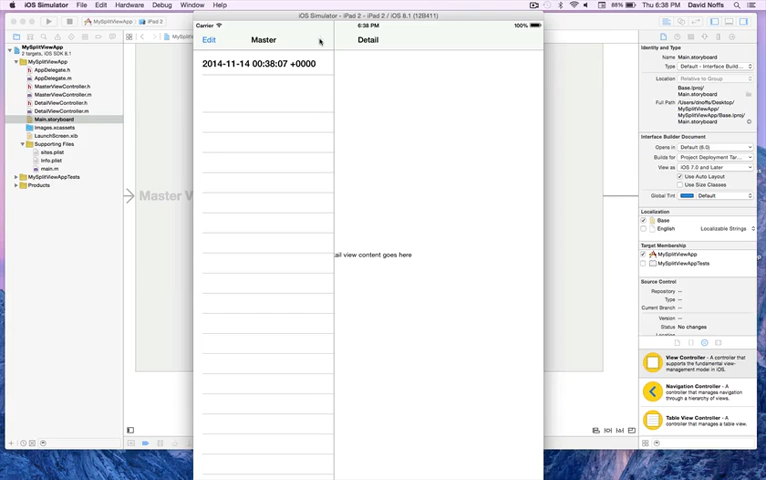 iOS Simulator File Edit Hardware Debug Window Help
Thu 6:38 PM David Noffs
MySplitViewApp iPad 2
iOS Simulator - iPad 2 - iPad 2 / iOS 8.1 (12B411)
Carrier 6:38 PM 100%
Edit Master Detail
2014-11-14 00:38:07 +0000
tail view content goes here
MySplitViewApp
2 targets, iOS SDK 8.1
MySplitViewApp
AppDelegate.h
AppDelegate.m
MasterViewController.h
MasterViewController.m
DetailViewController.h
DetailViewController.m
Main.storyboard
Images.xcassets
LaunchScreen.xib
Supporting Files
sites.plist
Info.plist
main.m
MySplitViewAppTests
Products
Master V
Identity and Type
Name Main.storyboard
Type Default - Interface Build...
Location Relative to Group
Base.lproj/
Main.storyboard
Full Path /Users/dnoffs/Desktop/
MySplitViewApp/
MySplitViewApp/Base.lproj/
Main.storyboard
Interface Builder Document
Opens in Default (6.0)
Builds for Project Deployment Tar...
View as iOS 7.0 and Later
Use Auto Layout
Use Size Classes
Global Tint Default
Localization
Base
English Localizable Strings
Target Membership
MySplitViewApp
MySplitViewAppTests
Source Control
Repository --
Type --
Current Branch --
Version --
Status No changes
Location
View Controller - A controller that
supports the fundamental view-
management model in iOS.
Navigation Controller - A
controller that manages navigation
through a hierarchy of views.
Table View Controller - A
controller that manages a table view.